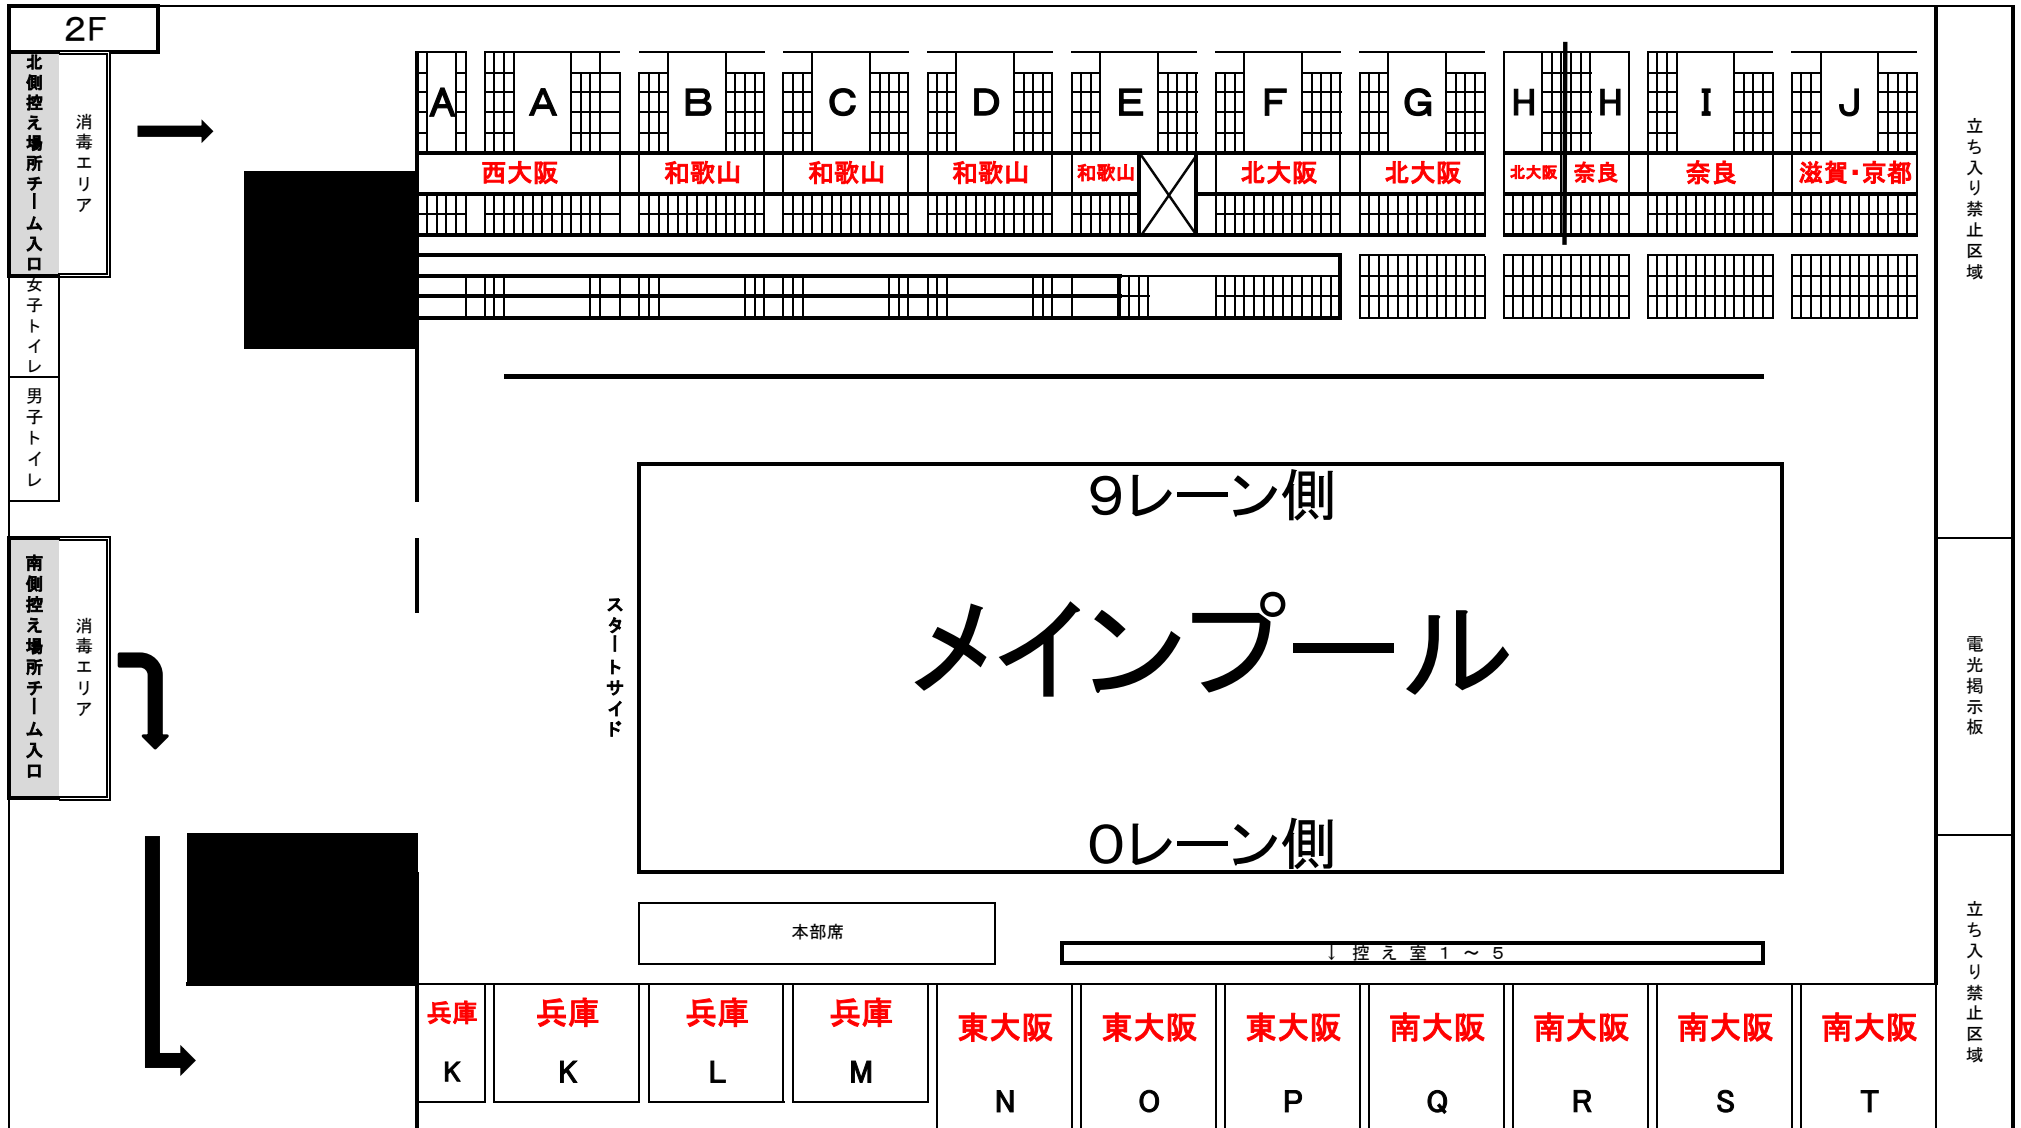 ２Ｆ
北側控え場所チーム入口
消毒エリア
女子トイレ
男子トイレ
南側控え場所チーム入口
消毒エリア
A A B C D E F G H H I J
西大阪 和歌山 和歌山 和歌山 和歌山 北大阪 北大阪 北大阪 奈良 奈良 滋賀・京都
立ち入り禁止区域
９レーン側
スタートサイド
メインプール
電光掲示板
０レーン側
本部席
↓ 控え室１～５
立ち入り禁止区域
兵庫 兵庫 兵庫 兵庫 東大阪 東大阪 東大阪 南大阪 南大阪 南大阪 南大阪
K K L M N O P Q R S T